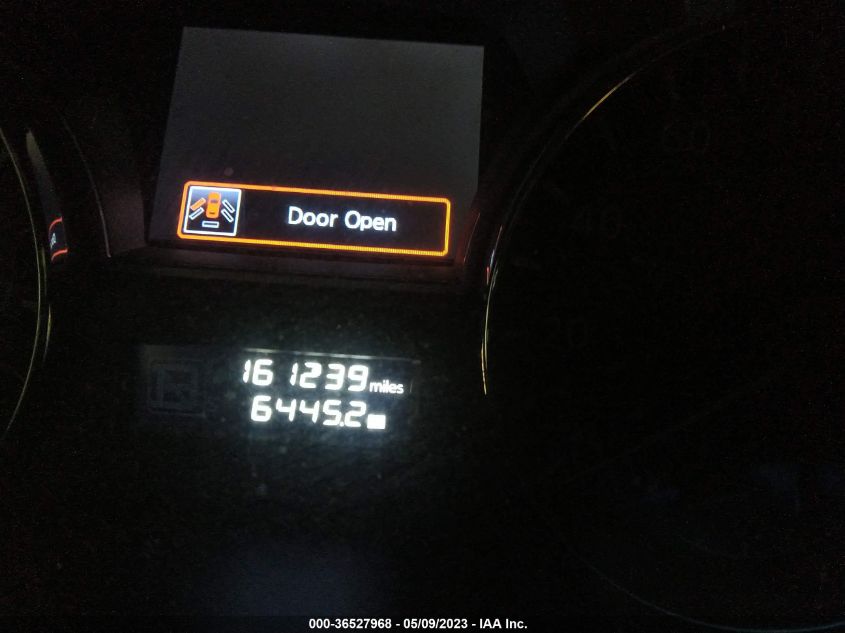 Door Open
161239 miles
6445.2
000-36527968 - 05/09/2023 - IAA Inc.